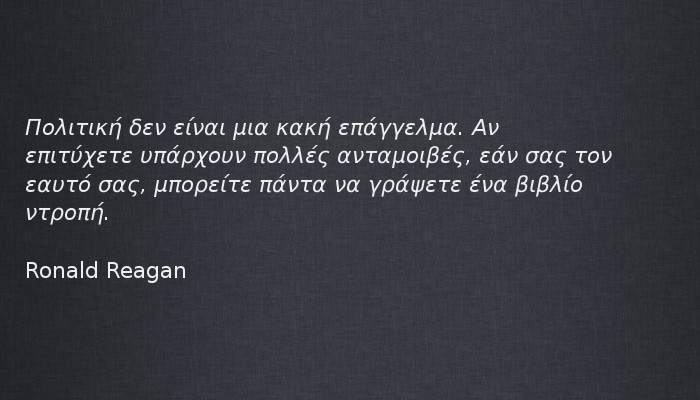 Πολιτική δεν είναι μια κακή επάγγελμα. Αν
επιτύχετε υπάρχουν πολλές ανταμοιβές, εάν σας τον
εαυτό σας, μπορείτε πάντα να γράψετε ένα βιβλίο
ντροπή.
Ronald Reagan